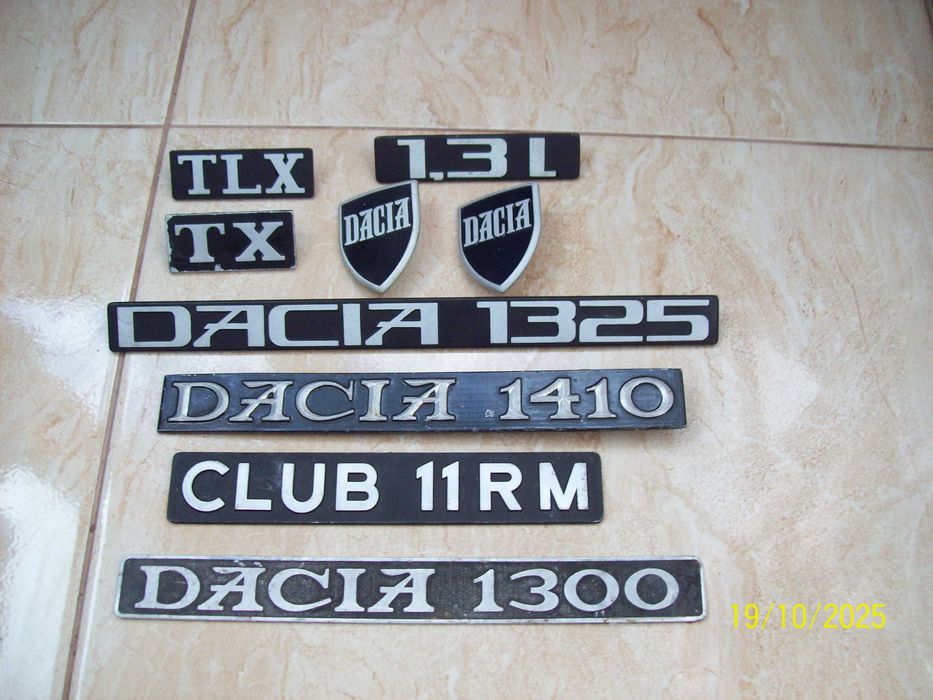 TLX
1,3 L
TX
DACIA
DACIA
DACIA 1325
DACIA 1410
CLUB 11RM
DACIA 1300
19/10/2025